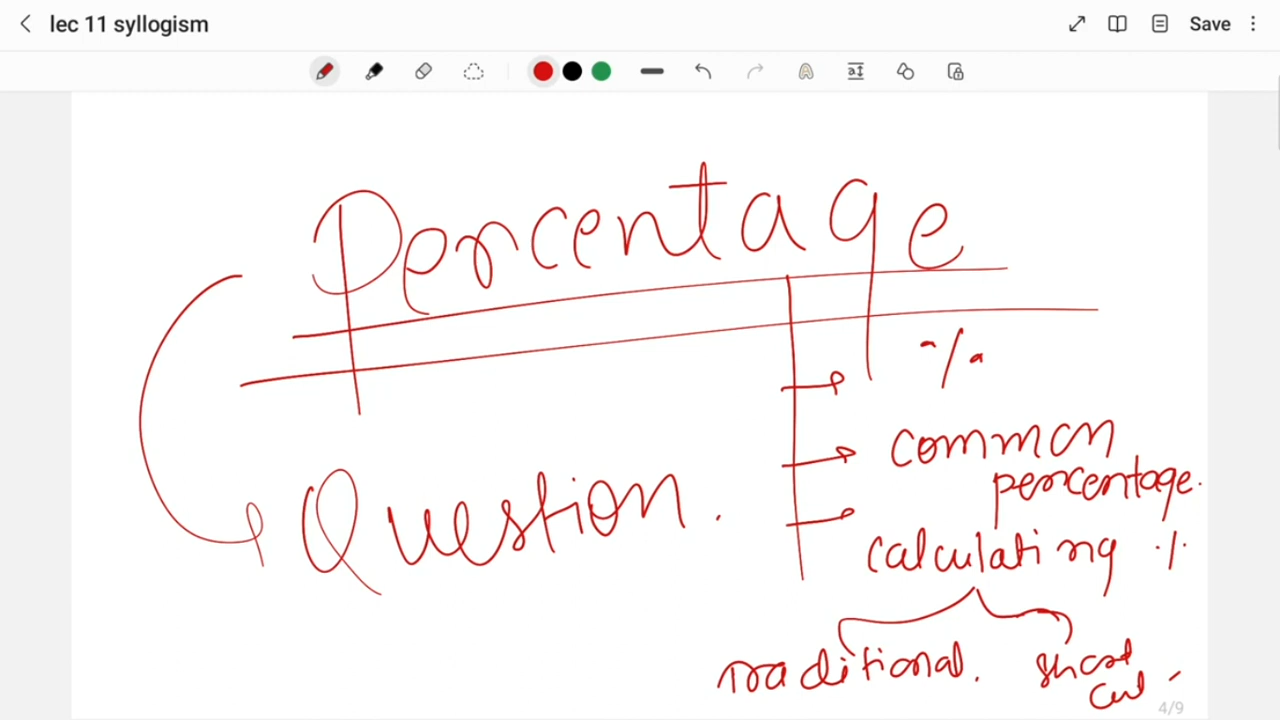 lec 11 syllogism
Save
Percentage
%
common
percentage.
Question.
calculating %
traditional.
short
cut
4/9